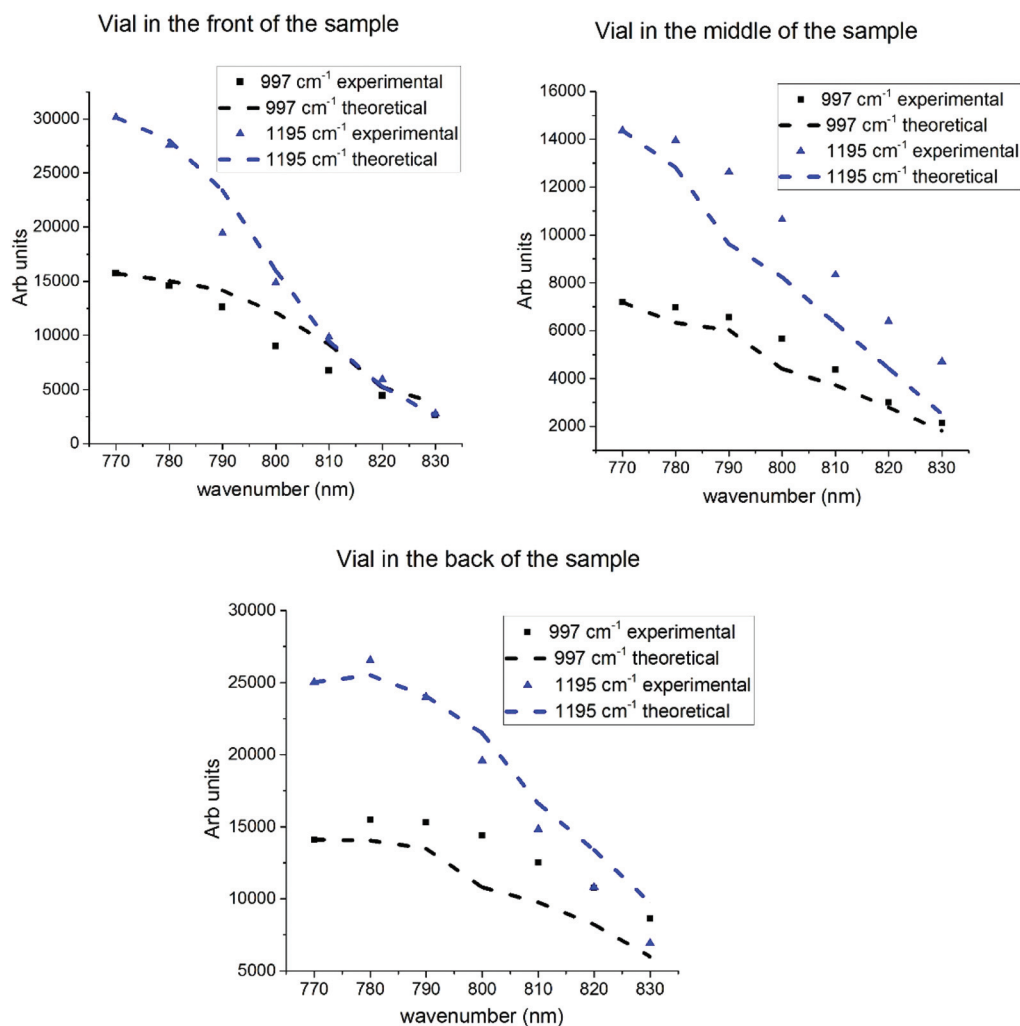 Vial in the front of the sample
997 cm⁻¹ experimental
997 cm⁻¹ theoretical
1195 cm⁻¹ experimental
1195 cm⁻¹ theoretical
30000
25000
20000
15000
10000
5000
0
Arb units
770 780 790 800 810 820 830
wavenumber (nm)
Vial in the middle of the sample
997 cm⁻¹ experimental
997 cm⁻¹ theoretical
1195 cm⁻¹ experimental
1195 cm⁻¹ theoretical
16000
14000
12000
10000
8000
6000
4000
2000
Arb units
770 780 790 800 810 820 830
wavenumber (nm)
Vial in the back of the sample
997 cm⁻¹ experimental
997 cm⁻¹ theoretical
1195 cm⁻¹ experimental
1195 cm⁻¹ theoretical
30000
25000
20000
15000
10000
5000
Arb units
770 780 790 800 810 820 830
wavenumber (nm)